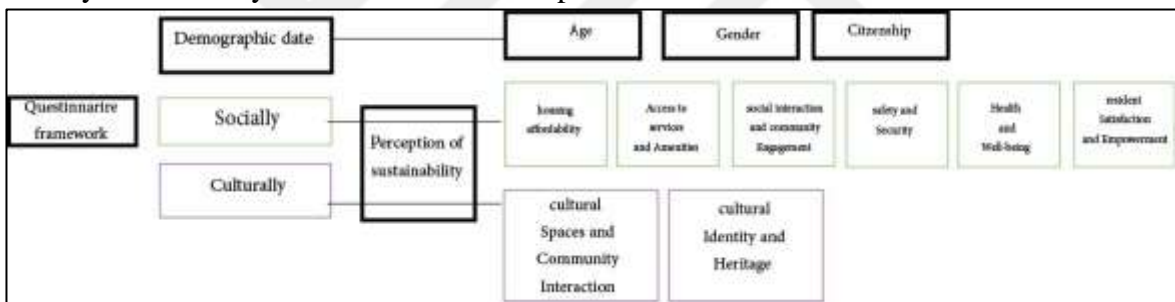 Demographic date
Age
Gender
Citizenship
Questinnarire
framework
Socially
Culturally
Perception of
sustainability
housing
affordability
Access to
services
and Amenities
social interaction
and community
Engagement
safety and
Security
Health
and
Well-being
resident
Satisfaction
and Empowerment
cultural
Spaces and
Community
Interaction
cultural
Identity and
Heritage